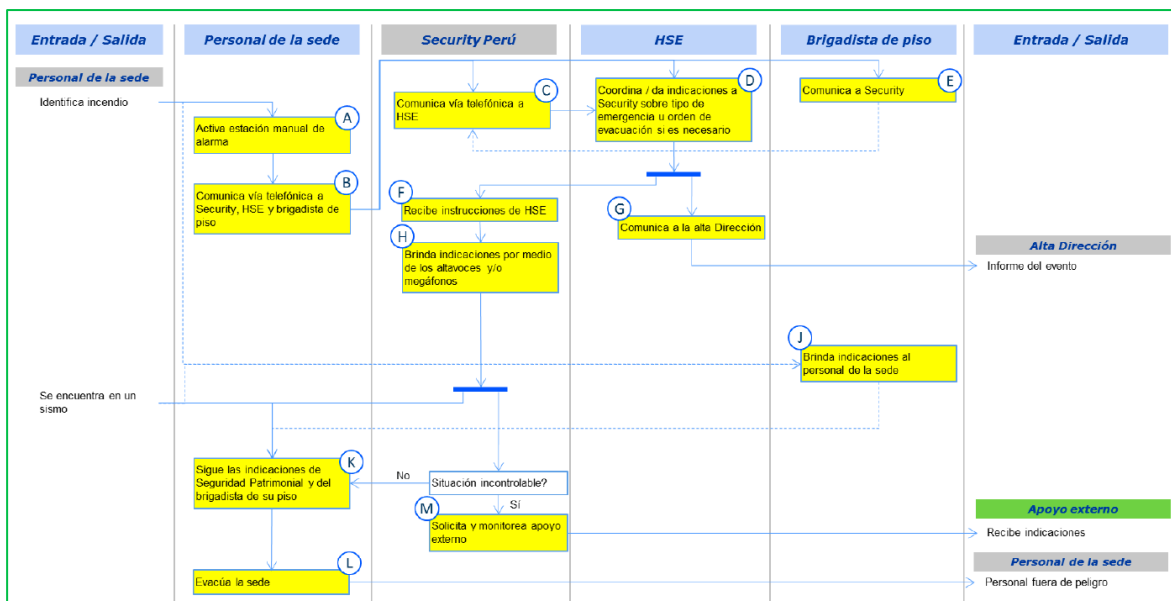 Entrada / Salida
Personal de la sede
Security Perú
HSE
Brigadista de piso
Entrada / Salida
Personal de la sede
Identifica incendio
A
Activa estación manual de
alarma
B
Comunica vía telefónica a
Security, HSE y brigadista de
piso
C
Comunica vía telefónica a
HSE
D
Coordina / da indicaciones a
Security sobre tipo de
emergencia u orden de
evacuación si es necesario
E
Comunica a Security
F
Recibe instrucciones de HSE
G
Comunica a la alta Dirección
H
Brinda indicaciones por medio
de los altavoces y/o
megáfonos
Alta Dirección
Informe del evento
J
Brinda indicaciones al
personal de la sede
Se encuentra en un
sismo
K
Sigue las indicaciones de
Seguridad Patrimonial y del
brigadista de su piso
No
Situación incontrolable?
Sí
M
Solicita y monitorea apoyo
externo
Apoyo externo
Recibe indicaciones
L
Evacúa la sede
Personal de la sede
Personal fuera de peligro